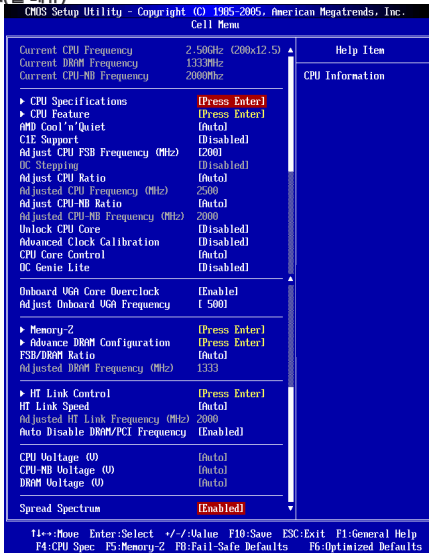 CMOS Setup Utility - Copyright (C) 1985-2005, American Megatrends, Inc.
Cell Menu
Current CPU Frequency 2.50GHz (200x12.5)
Current DRAM Frequency 1333MHz
Current CPU-NB Frequency 2000Mhz
▶ CPU Specifications [Press Enter]
▶ CPU Feature [Press Enter]
AMD Cool'n'Quiet [Auto]
C1E Support [Disabled]
Adjust CPU FSB Frequency (MHz) [200]
OC Stepping [Disabled]
Adjust CPU Ratio [Auto]
Adjusted CPU Frequency (MHz) 2500
Adjust CPU-NB Ratio [Auto]
Adjusted CPU-NB Frequency (MHz) 2000
Unlock CPU Core [Disabled]
Advanced Clock Calibration [Disabled]
CPU Core Control [Auto]
OC Genie Lite [Disabled]
Onboard VGA Core Overclock [Enable]
Adjust Onboard VGA Frequency [ 500]
▶ Memory-Z [Press Enter]
▶ Advance DRAM Configuration [Press Enter]
FSB/DRAM Ratio [Auto]
Adjusted DRAM Frequency (MHz) 1333
▶ HT Link Control [Press Enter]
HT Link Speed [Auto]
Adjusted HT Link Frequency (MHz) 2000
Auto Disable DRAM/PCI Frequency [Enabled]
CPU Voltage (V) [Auto]
CPU-NB Voltage (V) [Auto]
DRAM Voltage (V) [Auto]
Spread Spectrum [Enabled]
Help Item
CPU Information
↑↓←→:Move Enter:Select +/-/:Value F10:Save ESC:Exit F1:General Help
F4:CPU Spec F5:Memory-Z F8:Fail-Safe Defaults F6:Optimized Defaults